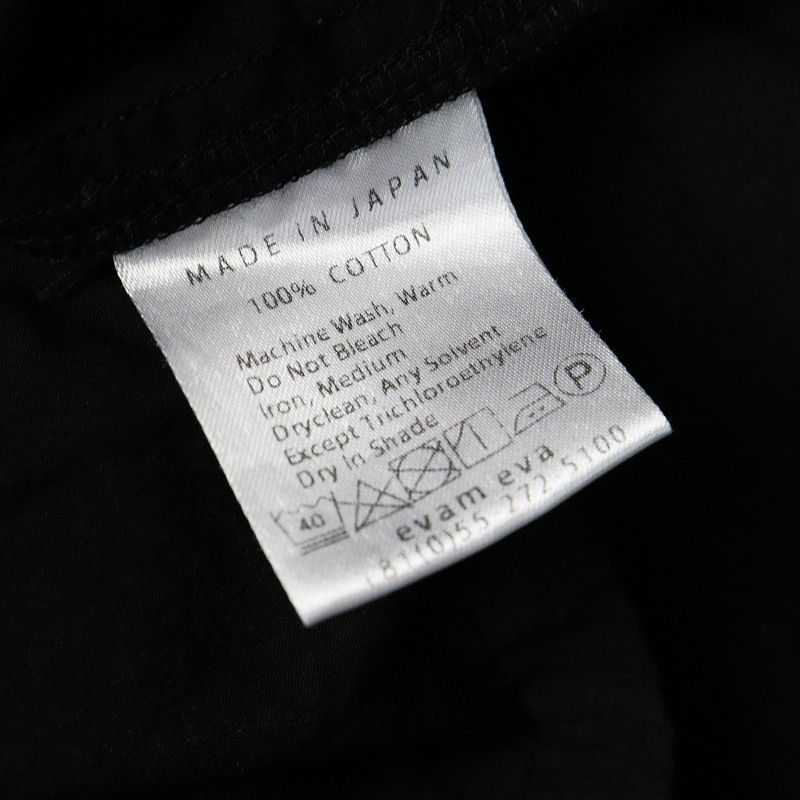 MADE IN JAPAN
100% COTTON
Machine Wash, Warm
Do Not Bleach
Iron, Medium
Dryclean, Any Solvent
Except Trichloroethylene
Dry in Shade
40 P
evam eva
81(0)55 272 5100